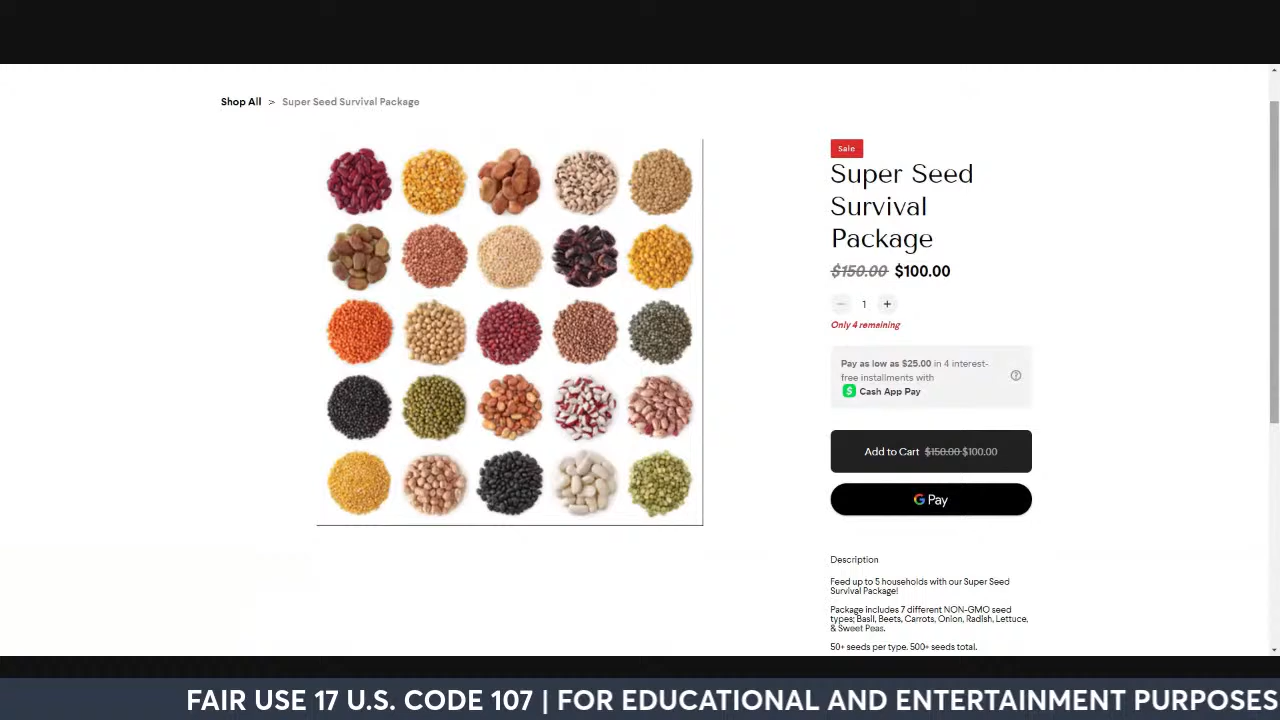 Shop All > Super Seed Survival Package
Sale
Super Seed
Survival
Package
$150.00 $100.00
− 1 +
Only 4 remaining
Pay as low as $25.00 in 4 interest-
free installments with
$ Cash App Pay
?
Add to Cart $150.00 $100.00
G Pay
Description
Feed up to 5 households with our Super Seed
Survival Package!
Package includes 7 different NON-GMO seed
types; Basil, Beets, Carrots, Onion, Radish, Lettuce,
& Sweet Peas.
50+ seeds per type. 500+ seeds total.
FAIR USE 17 U.S. CODE 107 | FOR EDUCATIONAL AND ENTERTAINMENT PURPOSES